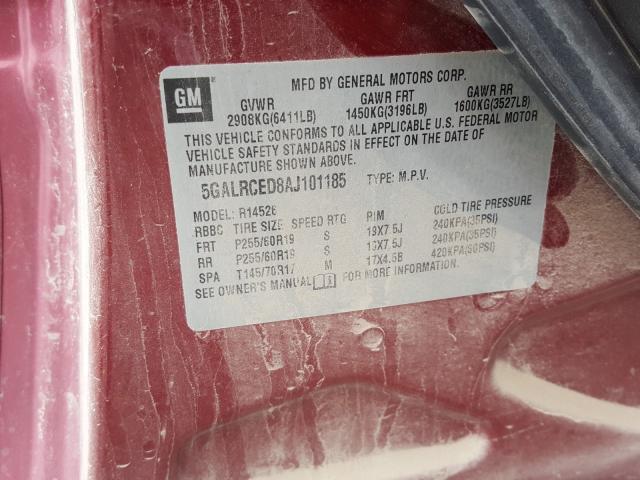 GM
MFD BY GENERAL MOTORS CORP.
GVWR GAWR FRT GAWR RR
2908KG(6411LB) 1450KG(3196LB) 1600KG(3527LB)
THIS VEHICLE CONFORMS TO ALL APPLICABLE U.S. FEDERAL MOTOR
VEHICLE SAFETY STANDARDS IN EFFECT ON THE DATE OF
MANUFACTURE SHOWN ABOVE.
5GALRCED8AJ101185 TYPE: M.P.V.
MODEL: R14526
RBBC TIRE SIZE SPEED RTG RIM COLD TIRE PRESSURE
FRT P255/60R19 S 19X7.5J 240KPA(35PSI)
RR P255/60R19 S 19X7.5J 240KPA(35PSI)
SPA T145/70R17 M 17X4.5B 420KPA(60PSI)
SEE OWNER'S MANUAL FOR MORE INFORMATION.